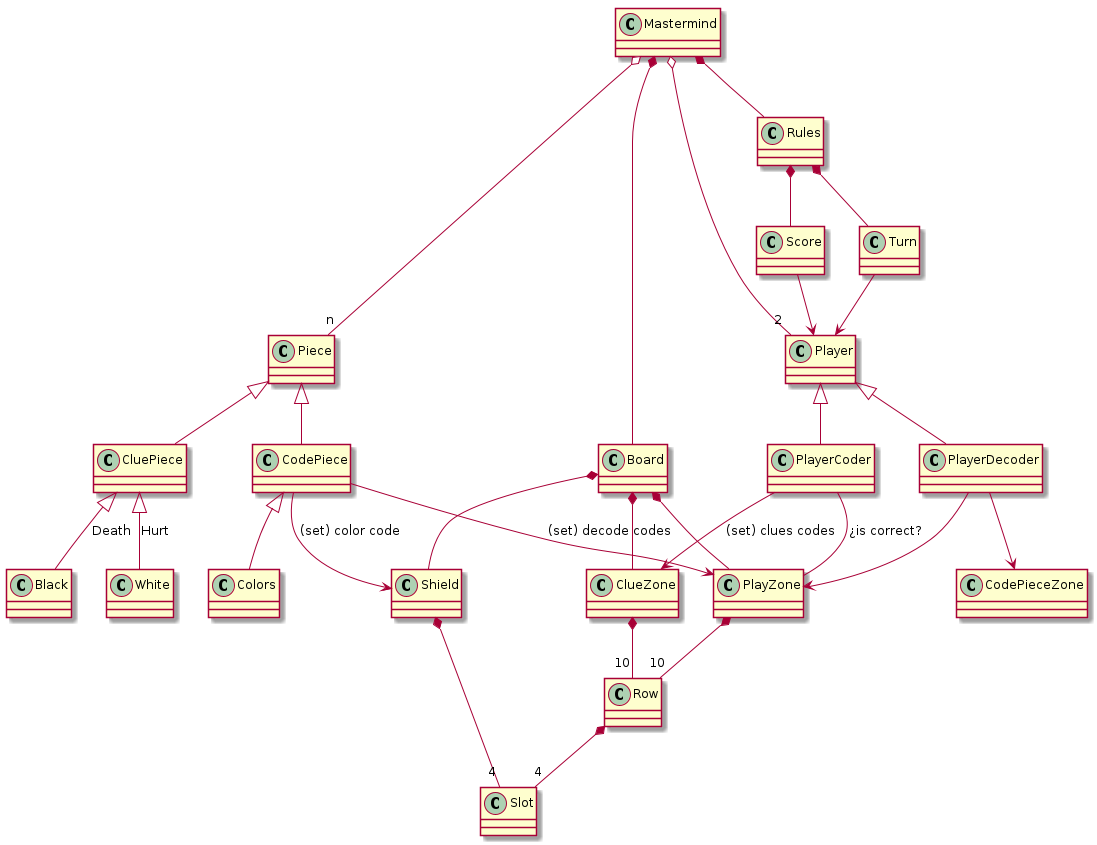 C Mastermind
C Rules
C Score
C Turn
n
2
C Piece
C Player
C CluePiece
C CodePiece
C Board
C PlayerCoder
C PlayerDecoder
Death
Hurt
(set) color code
(set) decode codes
(set) clues codes
¿is correct?
C Black
C White
C Colors
C Shield
C ClueZone
C PlayZone
C CodePieceZone
10
10
C Row
4
4
C Slot